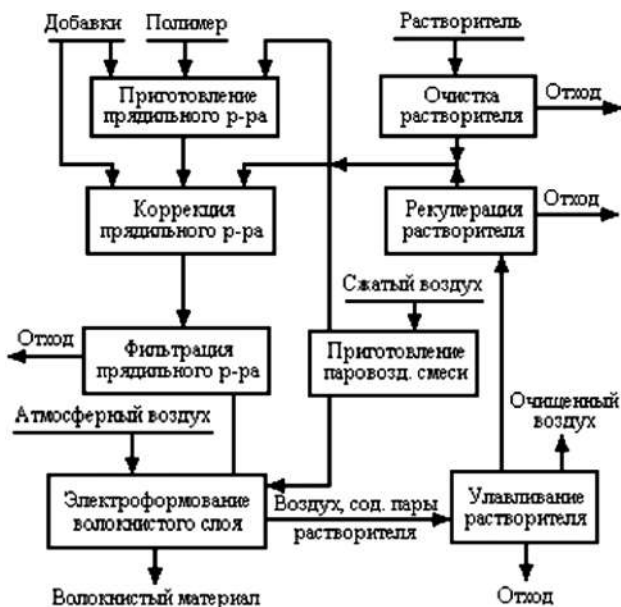 Добавки
Полимер
Растворитель
Приготовление
прядильного р-ра
Очистка
растворителя
Отход
Коррекция
прядильного р-ра
Рекуперация
растворителя
Отход
Сжатый воздух
Отход
Фильтрация
прядильного р-ра
Приготовление
паровозд. смеси
Атмосферный воздух
Очищенный
воздух
Электроформование
волокнистого слоя
Воздух, сод. пары
растворителя
Улавливание
растворителя
Волокнистый материал
Отход